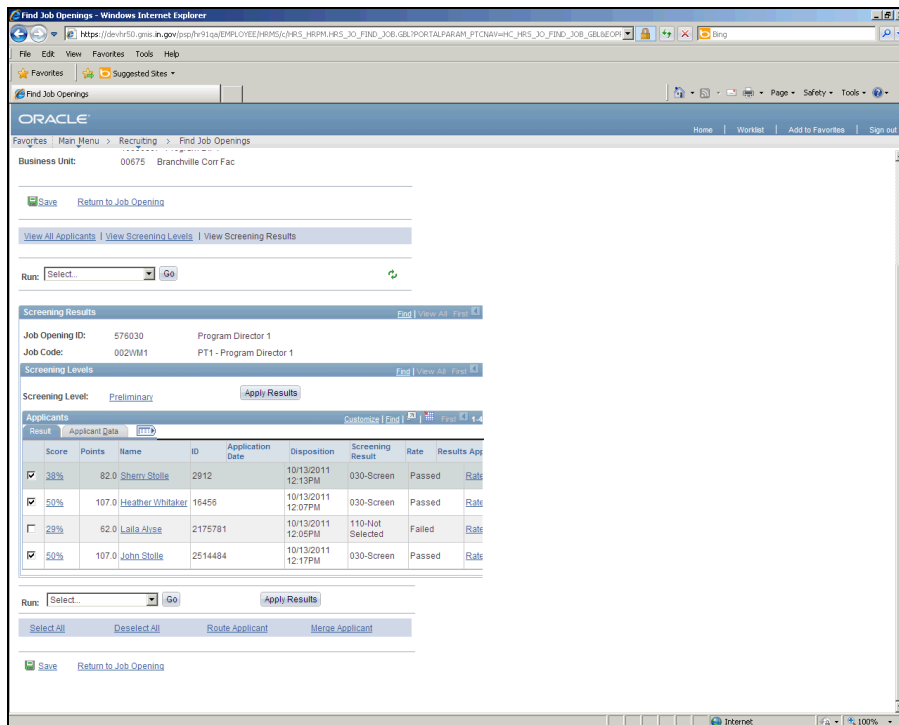 Find Job Openings - Windows Internet Explorer
https://devhr50.gmis.in.gov/psp/hr91qa/EMPLOYEE/HRMS/c/HRS_HRPM.HRS_JO_FIND_JOB.GBL?PORTALPARAM_PTCNAV=HC_HRS_JO_FIND_JOB_GBL&EOPI
Bing
File Edit View Favorites Tools Help
Favorites Suggested Sites
Find Job Openings
Page Safety Tools
ORACLE
Home | Worklist | Add to Favorites | Sign out
Favorites | Main Menu > Recruiting > Find Job Openings
Business Unit: 00675 Branchville Corr Fac
Save Return to Job Opening
View All Applicants | View Screening Levels | View Screening Results
Run: Select... Go
Screening Results Find | View All First
Job Opening ID: 576030 Program Director 1
Job Code: 002WM1 PT1 - Program Director 1
Screening Levels Find | View All First
Screening Level: Preliminary Apply Results
Applicants Customize | Find | | First 1-4
Result Applicant Data
Score Points Name ID Application Date Disposition Screening Result Rate Results App
38% 82.0 Sherry Stolle 2912 10/13/2011 12:13PM 030-Screen Passed Rate
50% 107.0 Heather Whitaker 16456 10/13/2011 12:07PM 030-Screen Passed Rate
29% 62.0 Laila Alyse 2175781 10/13/2011 12:05PM 110-Not Selected Failed Rate
50% 107.0 John Stolle 2514484 10/13/2011 12:17PM 030-Screen Passed Rate
Run: Select... Go Apply Results
Select All Deselect All Route Applicant Merge Applicant
Save Return to Job Opening
Internet 100%